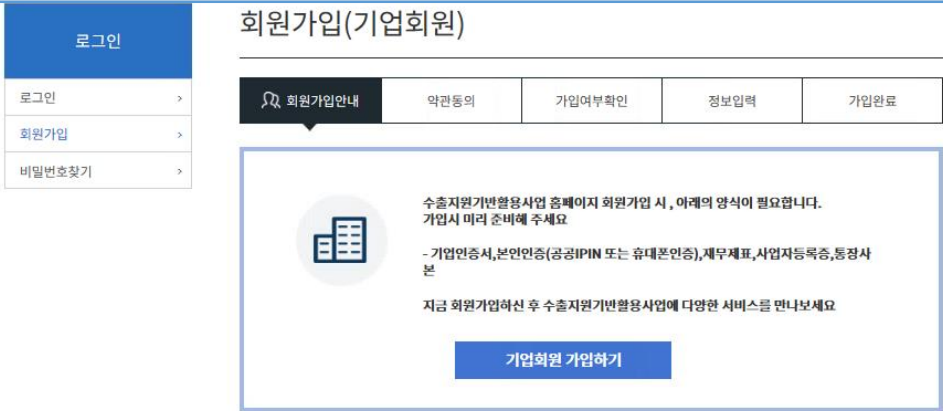 로그인
로그인
회원가입
비밀번호찾기
회원가입(기업회원)
회원가입안내
약관동의
가입여부확인
정보입력
가입완료
수출지원기반활용사업 홈페이지 회원가입 시 , 아래의 양식이 필요합니다.
가입시 미리 준비해 주세요
- 기업인증서,본인인증(공공IPIN 또는 휴대폰인증),재무제표,사업자등록증,통장사
본
지금 회원가입하신 후 수출지원기반활용사업에 다양한 서비스를 만나보세요
기업회원 가입하기